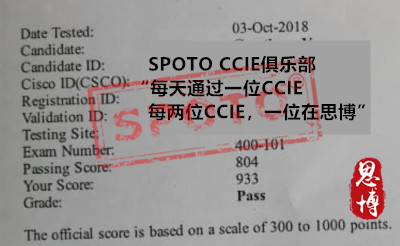 Date Tested: 03-Oct-2018
Candidate:
Candidate ID:
Cisco ID(CSCO):
Registration ID:
Validation ID:
Testing Site:
Exam Number: 400-101
Passing Score: 804
Your Score: 933
Grade: Pass
The official score is based on a scale of 300 to 1000 points.
SPOTO CCIE俱乐部
“每天通过一位CCIE
每两位CCIE，一位在思博”
SPOTO
思博